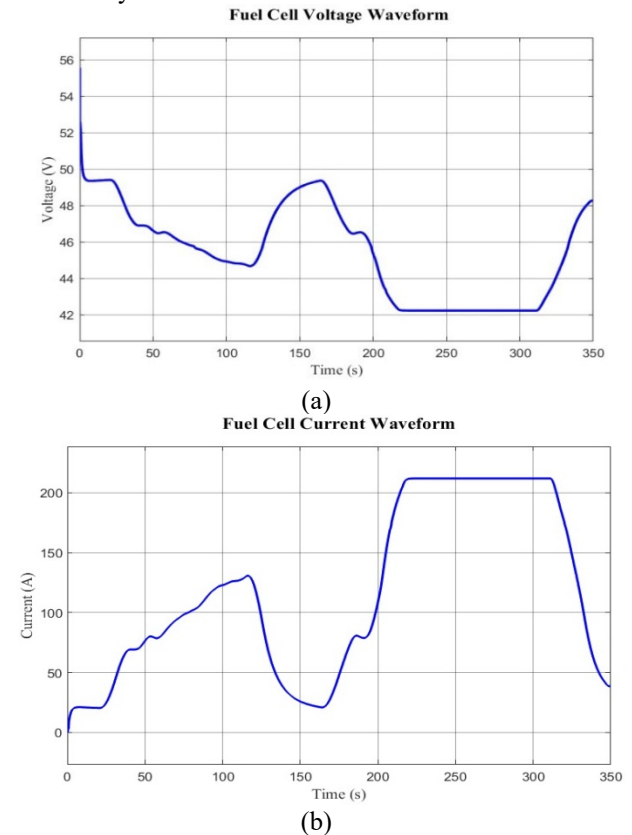 Fuel Cell Voltage Waveform
56
54
52
50
48
46
44
42
Voltage (V)
0 50 100 150 200 250 300 350
Time (s)
(a)
Fuel Cell Current Waveform
200
150
100
50
0
Current (A)
0 50 100 150 200 250 300 350
Time (s)
(b)